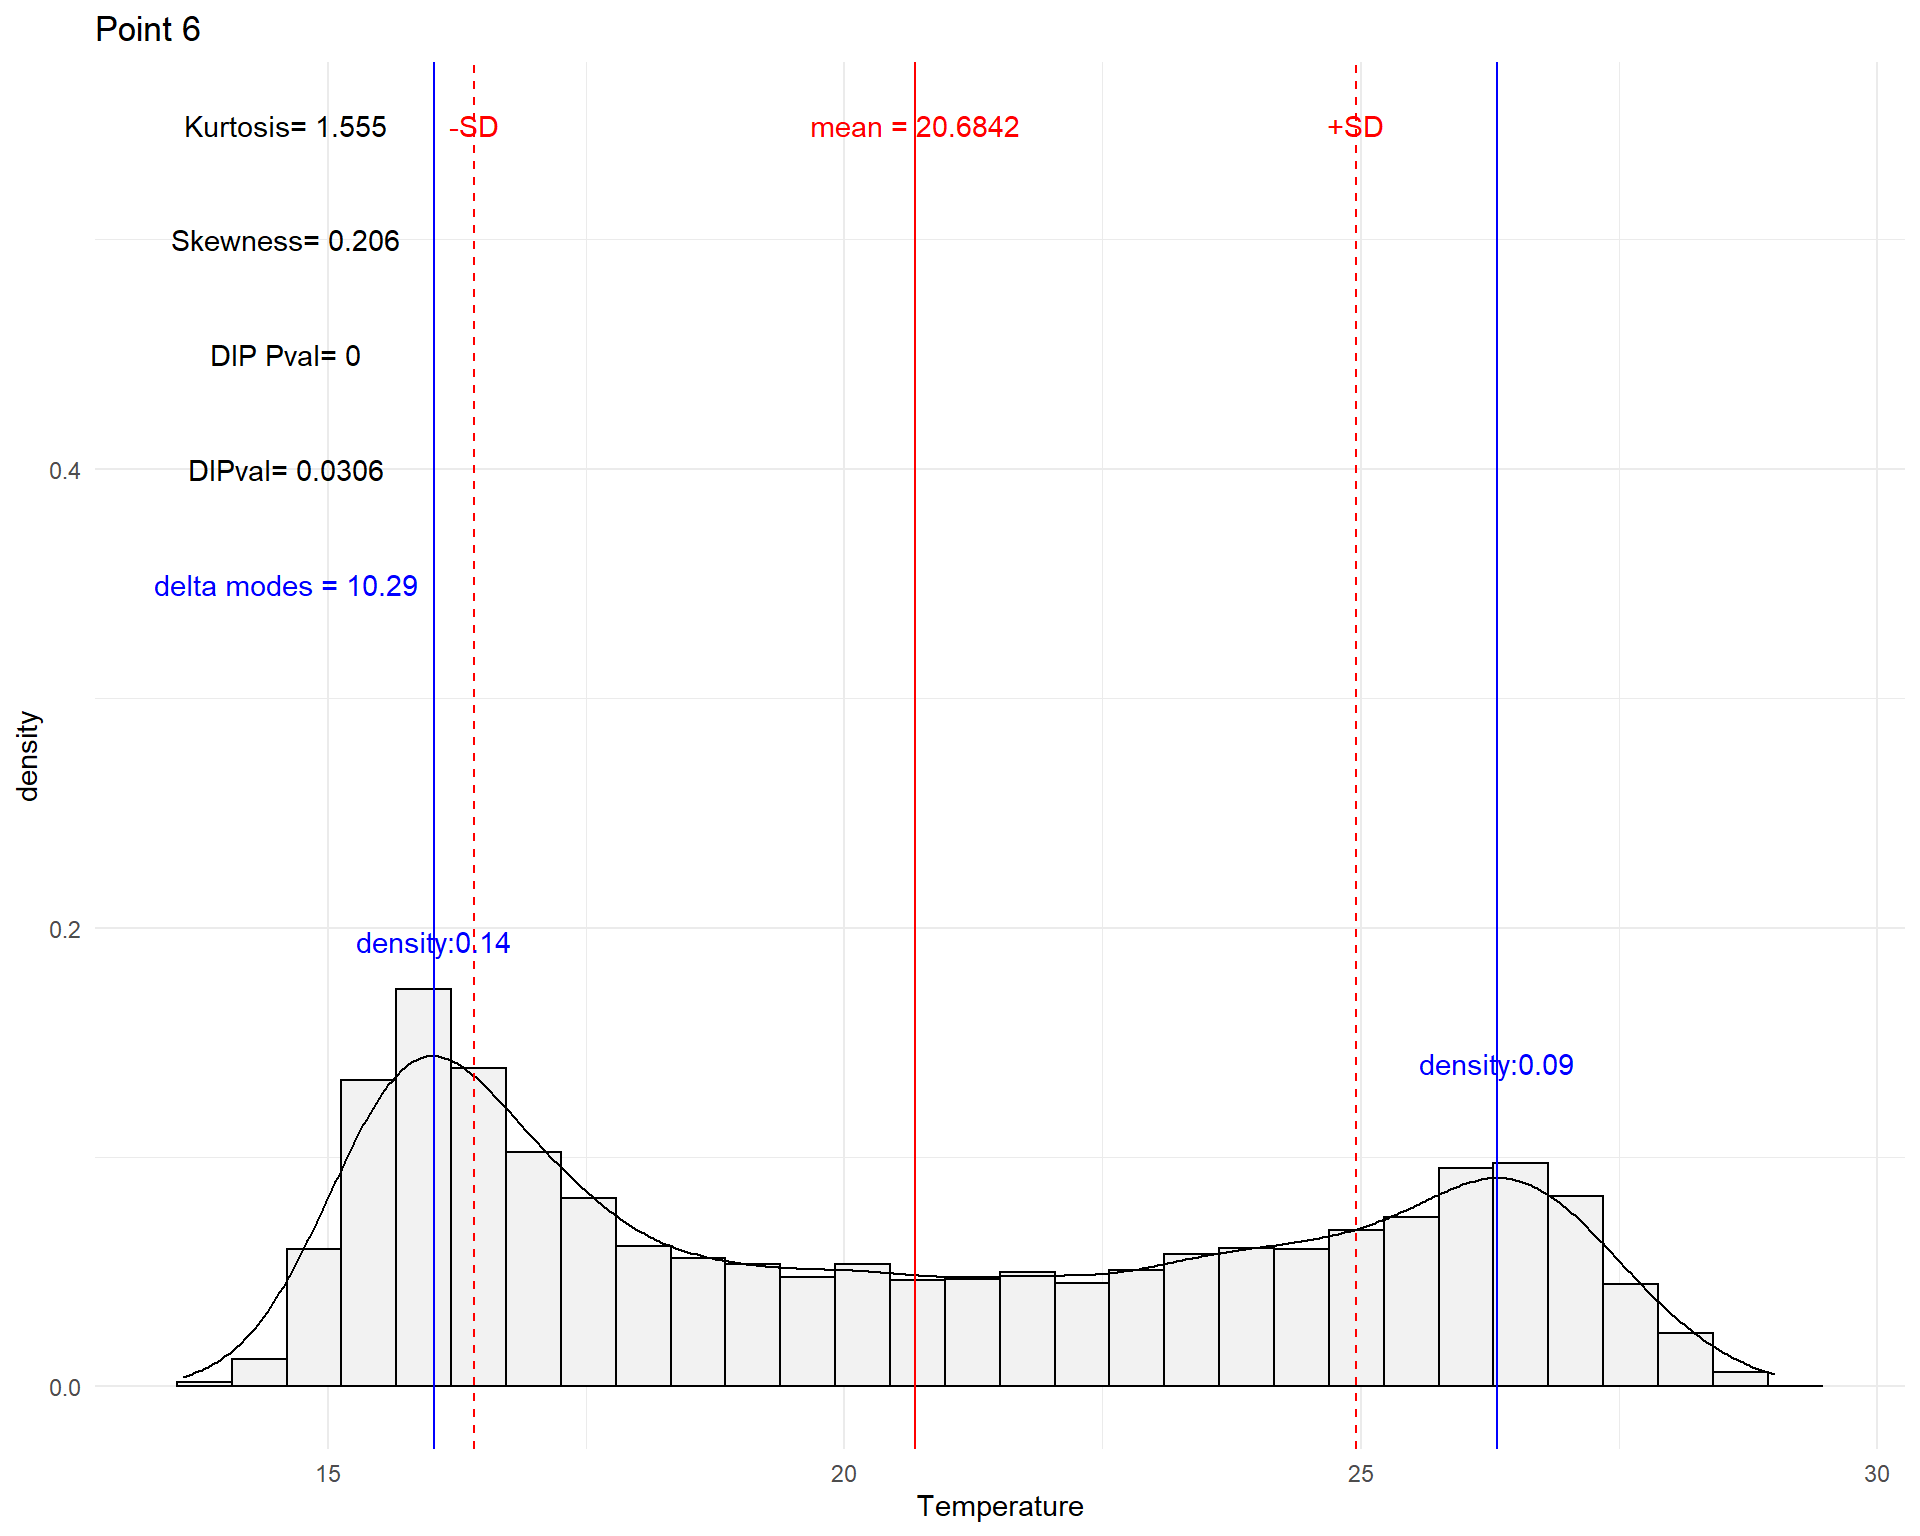 Point 6
Kurtosis= 1.555
-SD
mean = 20.6842
+SD
Skewness= 0.206
DIP Pval= 0
DIPval= 0.0306
delta modes = 10.29
density:0.14
density:0.09
density
0.4
0.2
0.0
15
20
25
30
Temperature